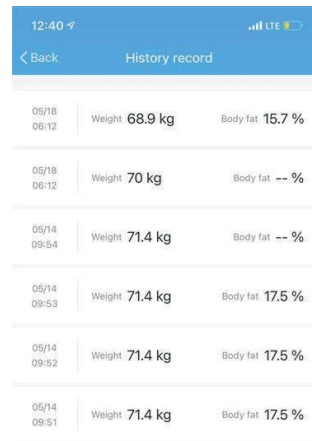 12:40 LTE
Back History record
05/18
06:12
Weight 68.9 kg Body fat 15.7 %
05/18
06:12
Weight 70 kg Body fat -- %
05/14
09:54
Weight 71.4 kg Body fat -- %
05/14
09:53
Weight 71.4 kg Body fat 17.5 %
05/14
09:52
Weight 71.4 kg Body fat 17.5 %
05/14
09:51
Weight 71.4 kg Body fat 17.5 %